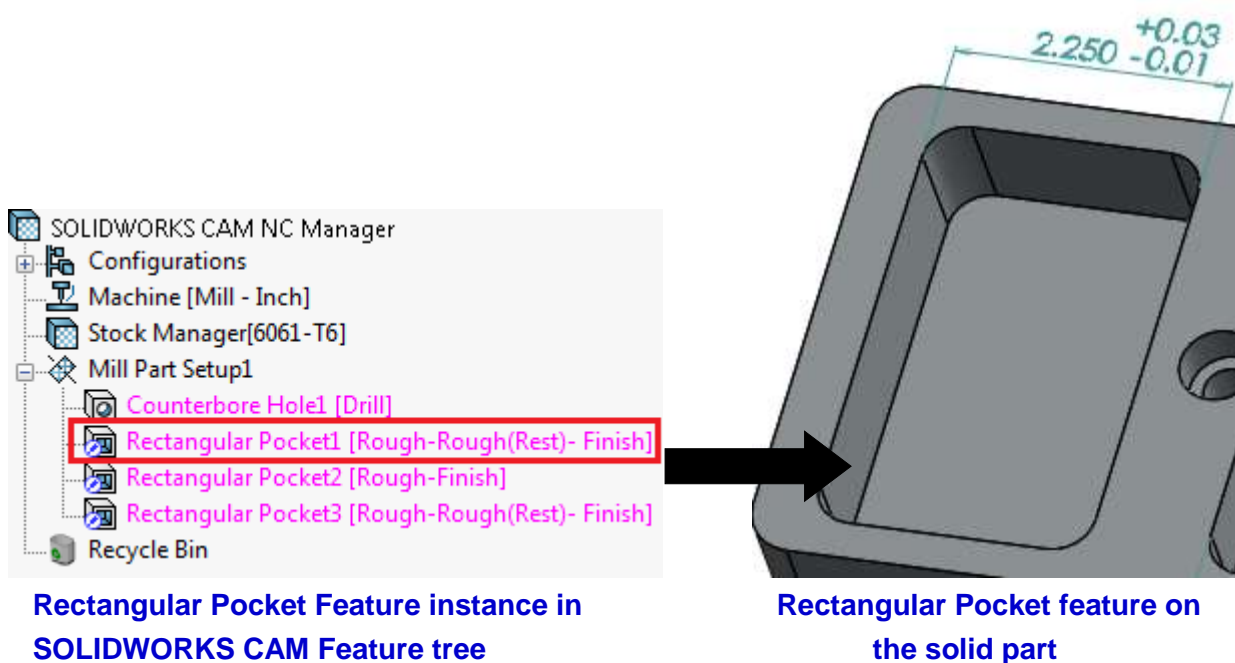 +0.03
2.250 -0.01
SOLIDWORKS CAM NC Manager
Configurations
Machine [Mill - Inch]
Stock Manager[6061-T6]
Mill Part Setup1
Counterbore Hole1 [Drill]
Rectangular Pocket1 [Rough-Rough(Rest)- Finish]
Rectangular Pocket2 [Rough-Finish]
Rectangular Pocket3 [Rough-Rough(Rest)- Finish]
Recycle Bin
Rectangular Pocket Feature instance in
SOLIDWORKS CAM Feature tree
Rectangular Pocket feature on
the solid part